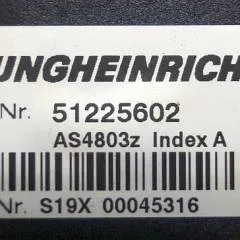 UNGHEINRICH
Nr. 51225602
AS4803z Index A
Nr. S19X 00045316